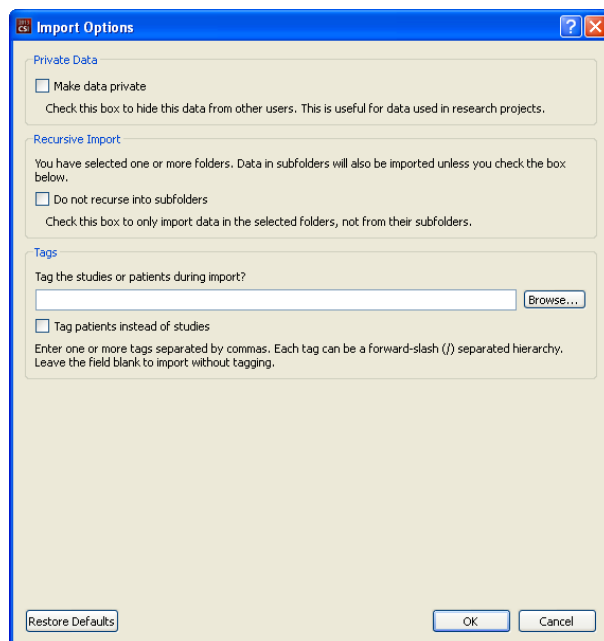 2013
CS
Import Options
Private Data
Make data private
Check this box to hide this data from other users. This is useful for data used in research projects.
Recursive Import
You have selected one or more folders. Data in subfolders will also be imported unless you check the box
below.
Do not recurse into subfolders
Check this box to only import data in the selected folders, not from their subfolders.
Tags
Tag the studies or patients during import?
Browse...
Tag patients instead of studies
Enter one or more tags separated by commas. Each tag can be a forward-slash (/) separated hierarchy.
Leave the field blank to import without tagging.
Restore Defaults
OK
Cancel